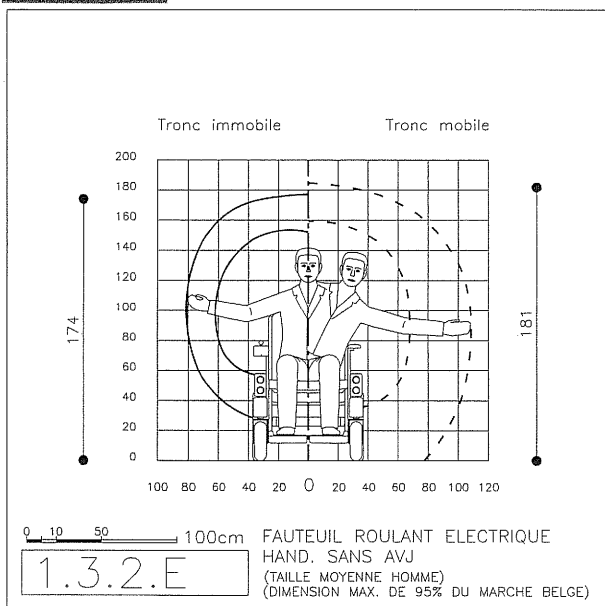 Tronc immobile Tronc mobile
200
180
160
140
120
100
80
60
40
20
0
174
181
100 80 60 40 20 0 20 40 60 80 100 120
0 10 50 100cm
1.3.2.E
FAUTEUIL ROULANT ELECTRIQUE
HAND. SANS AVJ
(TAILLE MOYENNE HOMME)
(DIMENSION MAX. DE 95% DU MARCHE BELGE)